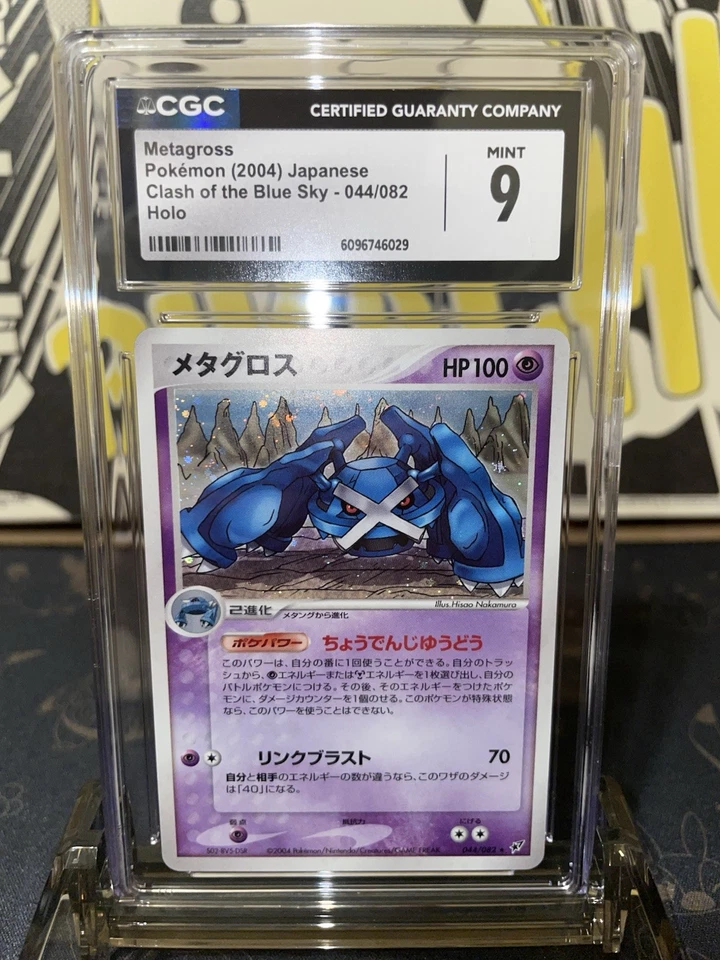 CGC
CERTIFIED GUARANTY COMPANY
Metagross
Pokémon (2004) Japanese
Clash of the Blue Sky - 044/082
Holo
MINT
9
6096746029
メタグロス
HP100
Illus. Hisao Nakamura
2進化
メタングから進化
ポケパワー ちょうでんじゆうどう
このパワーは、自分の番に1回使うことができる。自分のトラッ
シュから、エネルギーまたはエネルギーを1枚選び出し、自分の
バトルポケモンにつける。その後、そのエネルギーをつけたポケ
モンに、ダメージカウンターを1個のせる。このポケモンが特殊状態
なら、このパワーを使うことはできない。
リンクブラスト 70
自分と相手のエネルギーの数が違うなら、このワザのダメージ
は「40」になる。
弱点 抵抗力 にげる
©2004 Pokémon/Nintendo/Creatures/GAME FREAK.
044/082 ★